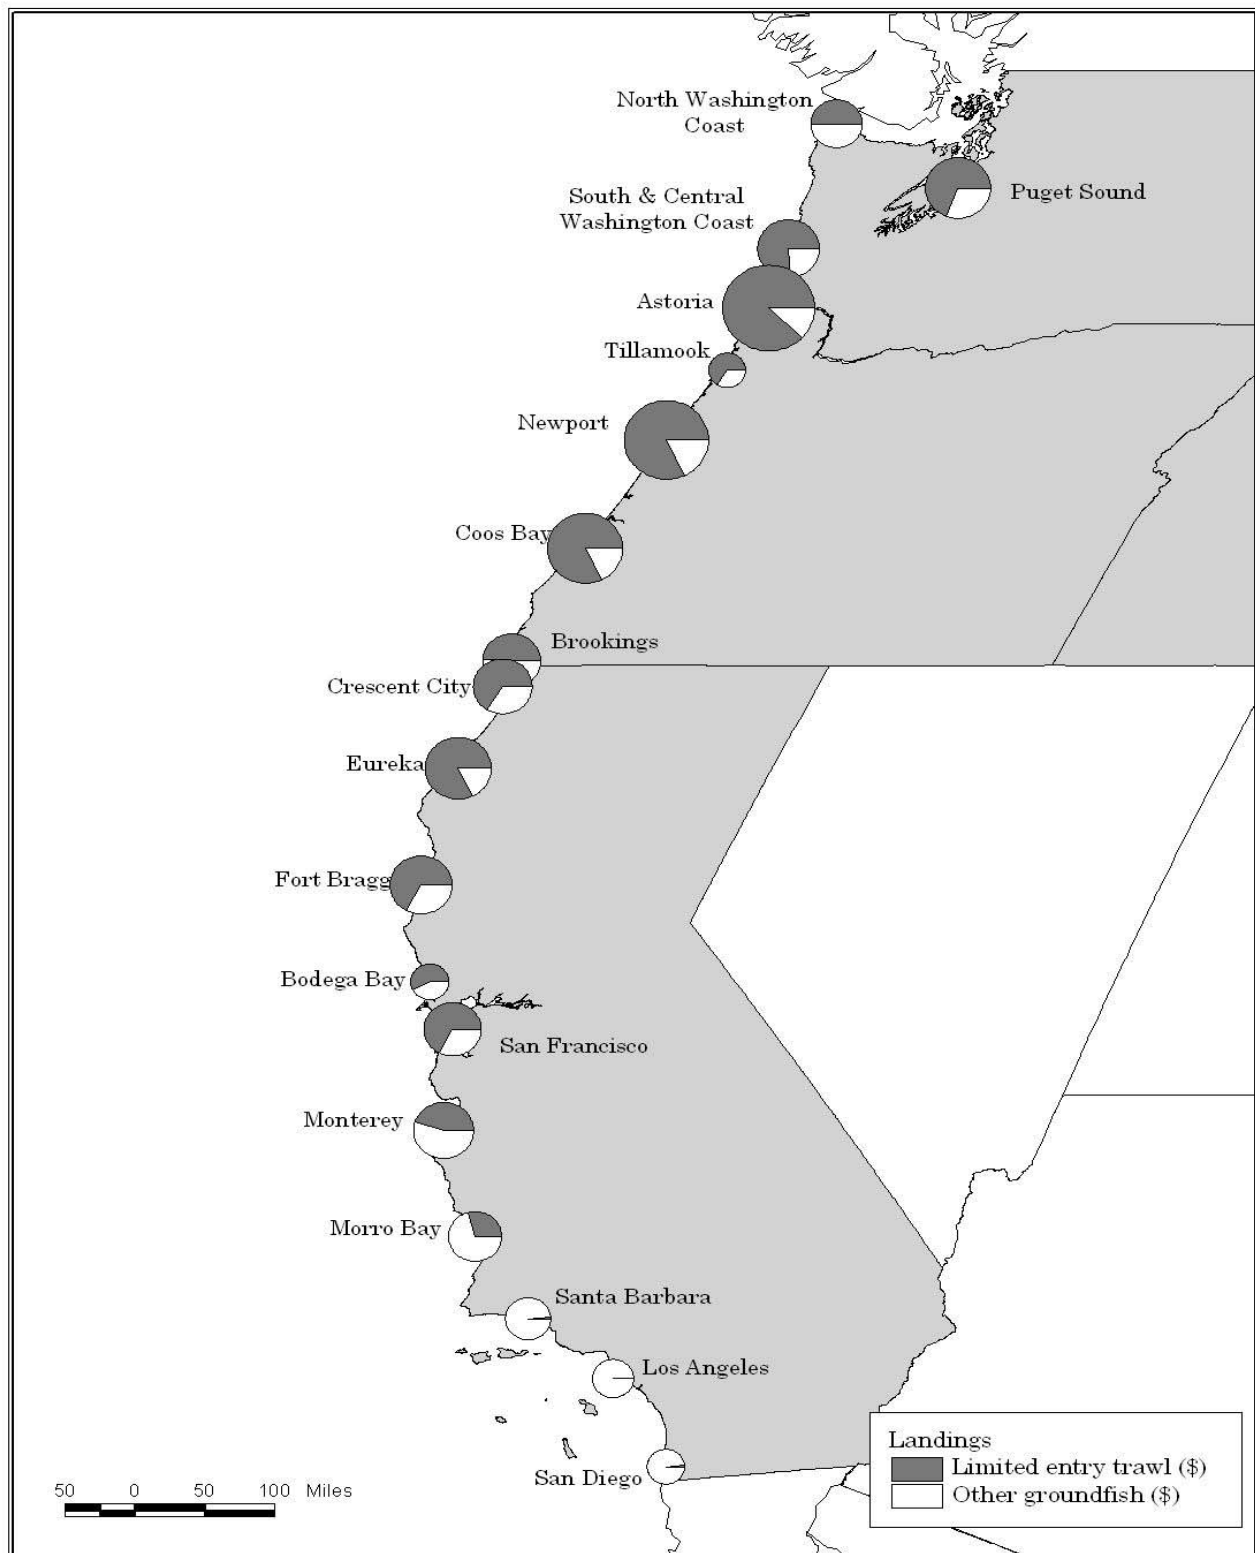 North Washington
Coast
Puget Sound
South & Central
Washington Coast
Astoria
Tillamook
Newport
Coos Bay
Brookings
Crescent City
Eureka
Fort Bragg
Bodega Bay
San Francisco
Monterey
Morro Bay
Santa Barbara
Los Angeles
San Diego
Landings
Limited entry trawl ($)
Other groundfish ($)
50 0 50 100 Miles